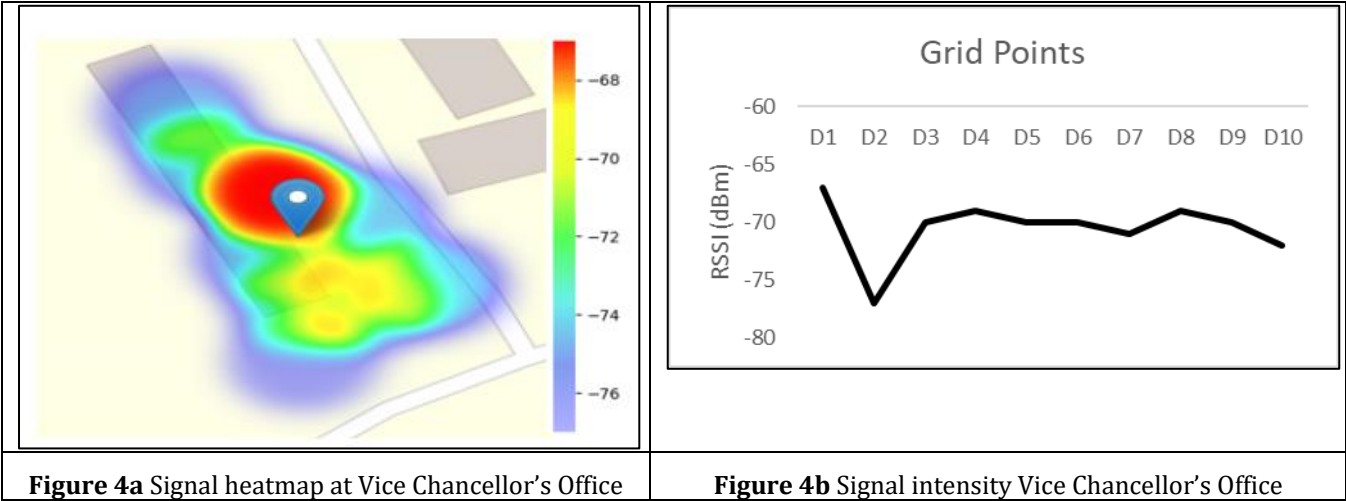 −68
−70
−72
−74
−76
Grid Points
RSSI (dBm)
-60
-65
-70
-75
-80
D1 D2 D3 D4 D5 D6 D7 D8 D9 D10
Figure 4a Signal heatmap at Vice Chancellor’s Office
Figure 4b Signal intensity Vice Chancellor’s Office